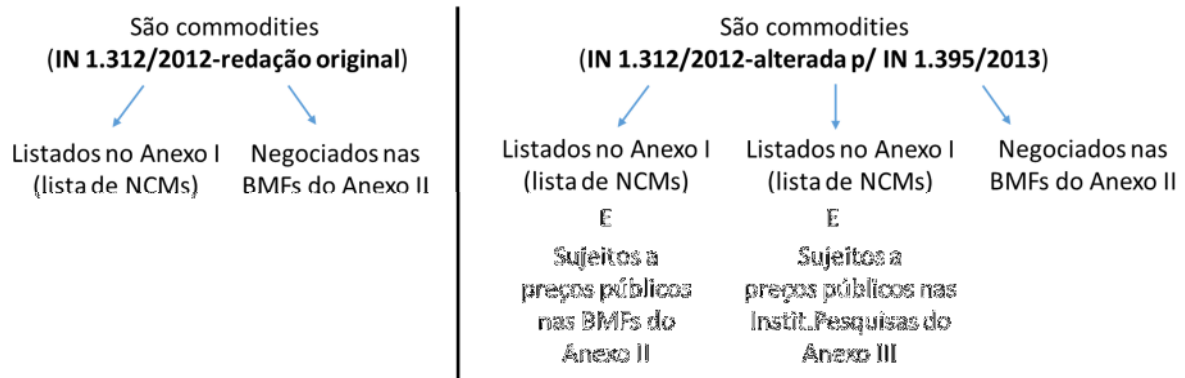 São commodities
(IN 1.312/2012-redação original)
Listados no Anexo I
(lista de NCMs)
Negociados nas
BMFs do Anexo II
São commodities
(IN 1.312/2012-alterada p/ IN 1.395/2013)
Listados no Anexo I
(lista de NCMs)
E
Sujeitos a
preços públicos
nas BMFs do
Anexo II
Listados no Anexo I
(lista de NCMs)
E
Sujeitos a
preços públicos nas
Instit.Pesquisas do
Anexo III
Negociados nas
BMFs do Anexo II